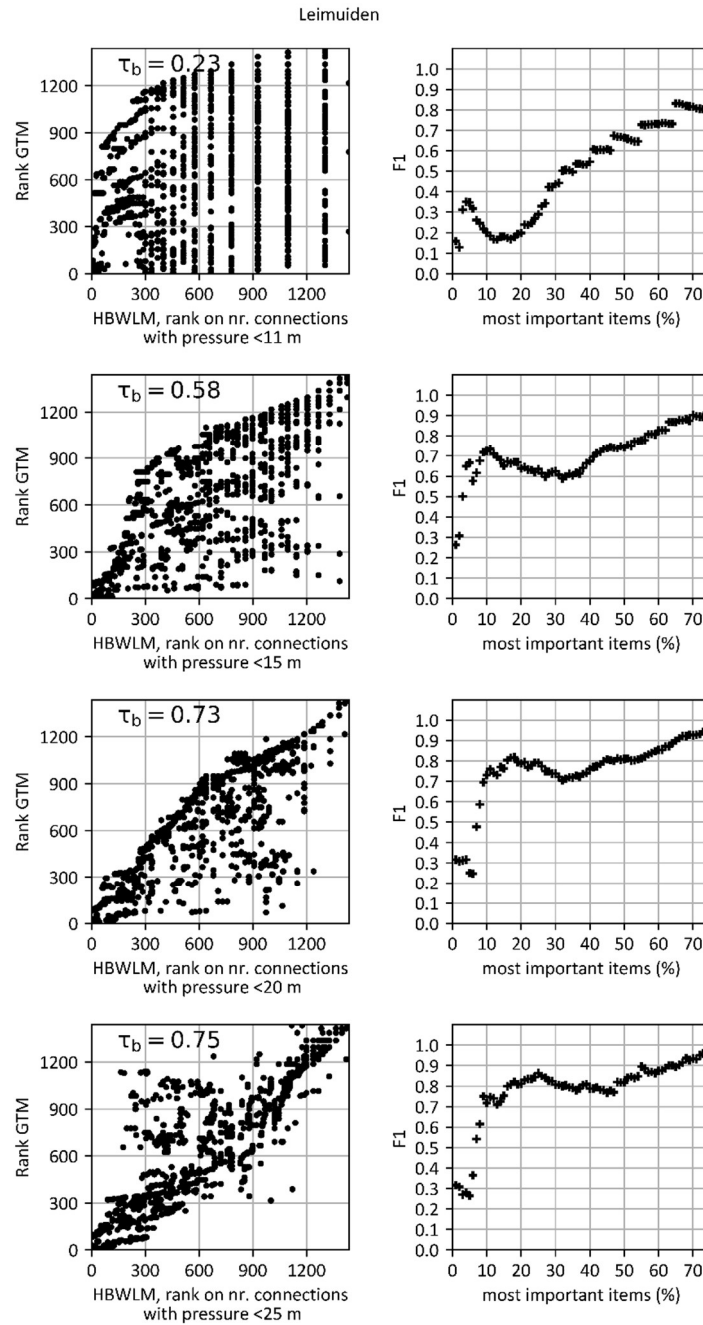 Leimuiden
τb = 0.23
Rank GTM
1200
900
600
300
0
0 300 600 900 1200
HBWLM, rank on nr. connections
with pressure <11 m
F1
1.0
0.9
0.8
0.7
0.6
0.5
0.4
0.3
0.2
0.1
0.0
0 10 20 30 40 50 60 70
most important items (%)
τb = 0.58
Rank GTM
1200
900
600
300
0
0 300 600 900 1200
HBWLM, rank on nr. connections
with pressure <15 m
F1
1.0
0.9
0.8
0.7
0.6
0.5
0.4
0.3
0.2
0.1
0.0
0 10 20 30 40 50 60 70
most important items (%)
τb = 0.73
Rank GTM
1200
900
600
300
0
0 300 600 900 1200
HBWLM, rank on nr. connections
with pressure <20 m
F1
1.0
0.9
0.8
0.7
0.6
0.5
0.4
0.3
0.2
0.1
0.0
0 10 20 30 40 50 60 70
most important items (%)
τb = 0.75
Rank GTM
1200
900
600
300
0
0 300 600 900 1200
HBWLM, rank on nr. connections
with pressure <25 m
F1
1.0
0.9
0.8
0.7
0.6
0.5
0.4
0.3
0.2
0.1
0.0
0 10 20 30 40 50 60 70
most important items (%)